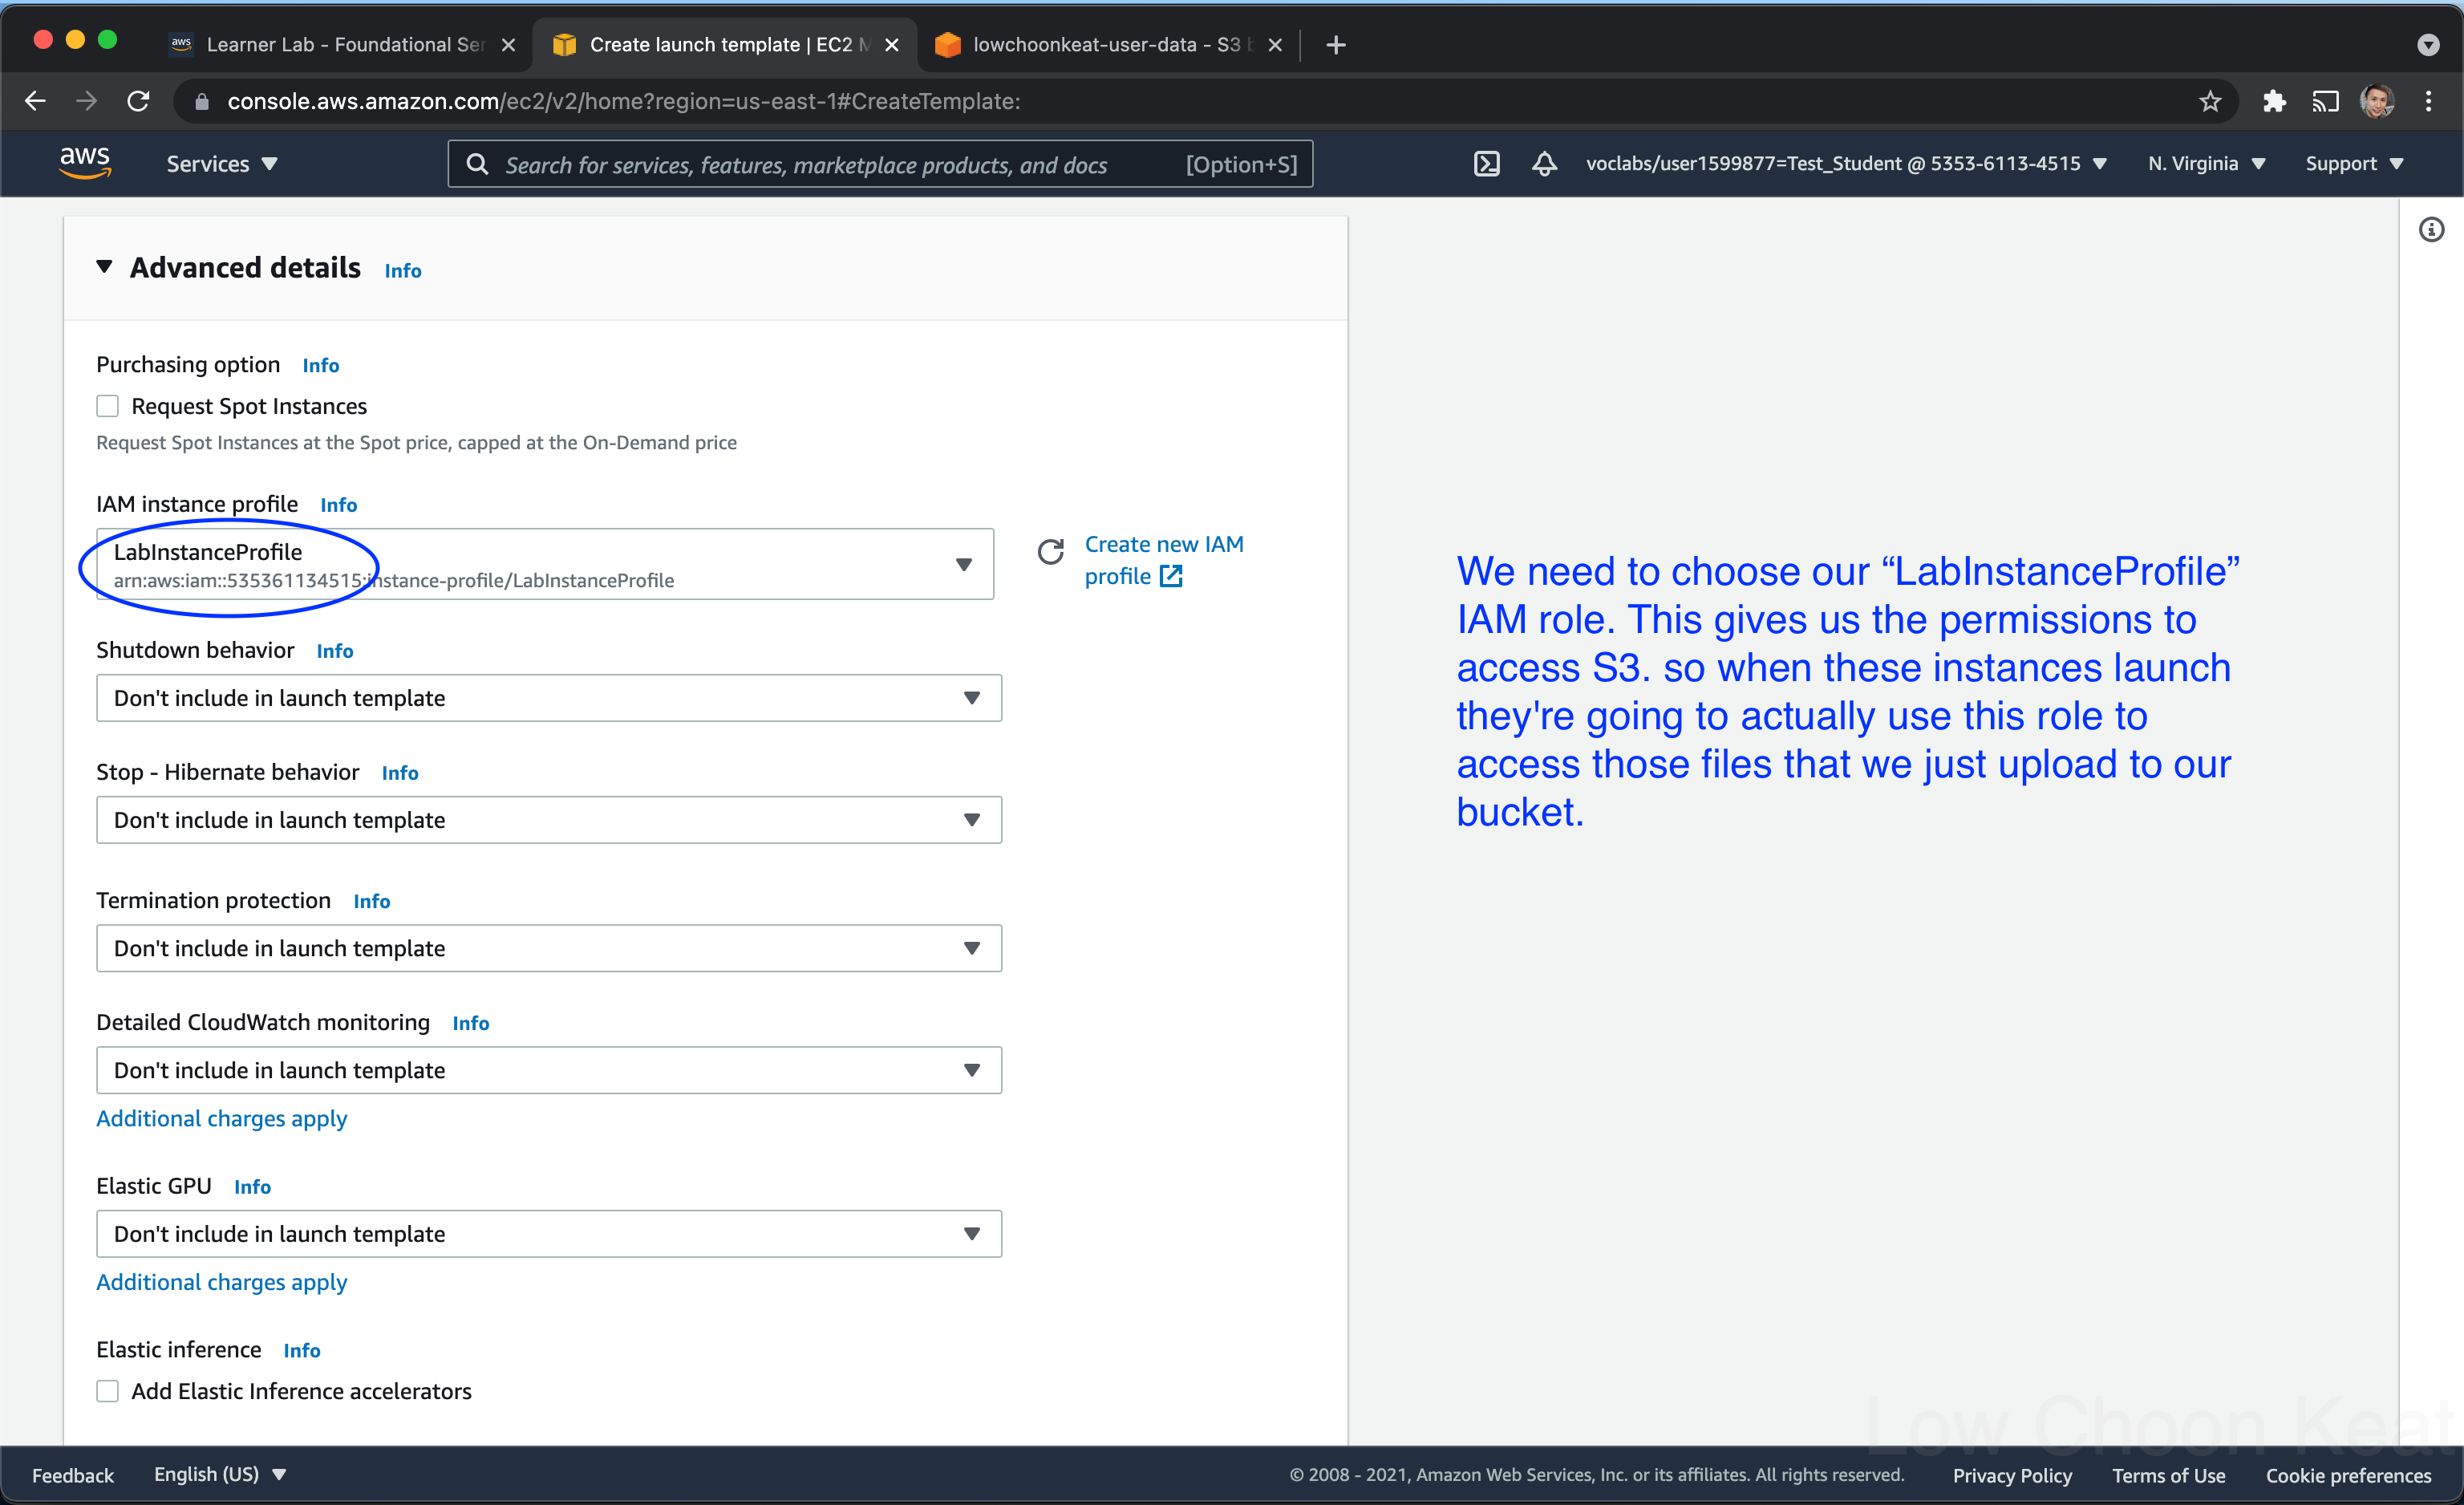 Learner Lab - Foundational Ser
Create launch template | EC2 M
lowchoonkeat-user-data - S3 b
console.aws.amazon.com/ec2/v2/home?region=us-east-1#CreateTemplate:
aws
Services
Search for services, features, marketplace products, and docs
[Option+S]
voclabs/user1599877=Test_Student @ 5353-6113-4515
N. Virginia
Support
Advanced details Info
Purchasing option Info
Request Spot Instances
Request Spot Instances at the Spot price, capped at the On-Demand price
IAM instance profile Info
LabInstanceProfile
arn:aws:iam::535361134515:instance-profile/LabInstanceProfile
Create new IAM
profile
Shutdown behavior Info
Don't include in launch template
Stop - Hibernate behavior Info
Don't include in launch template
Termination protection Info
Don't include in launch template
Detailed CloudWatch monitoring Info
Don't include in launch template
Additional charges apply
Elastic GPU Info
Don't include in launch template
Additional charges apply
Elastic inference Info
Add Elastic Inference accelerators
We need to choose our “LabInstanceProfile”
IAM role. This gives us the permissions to
access S3. so when these instances launch
they're going to actually use this role to
access those files that we just upload to our
bucket.
Low Choon Keat
Feedback
English (US)
© 2008 - 2021, Amazon Web Services, Inc. or its affiliates. All rights reserved.
Privacy Policy
Terms of Use
Cookie preferences